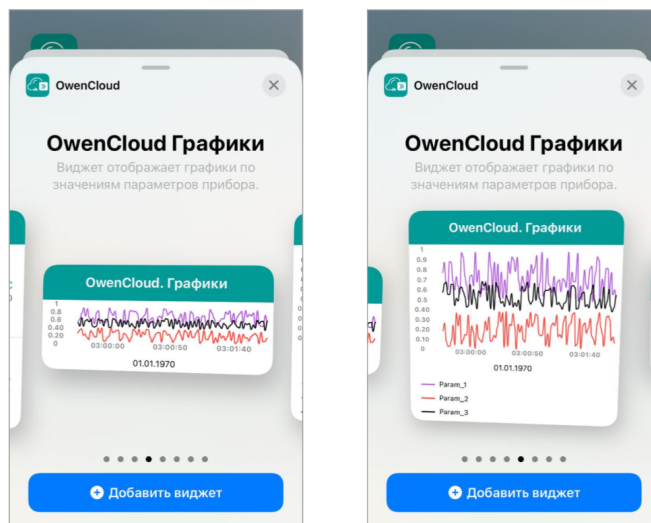 OwenCloud
OwenCloud Графики
Виджет отображает графики по
значениям параметров прибора.
OwenCloud. Графики
1
0.8
0.6
0.40
0.20
0
03:00:00 03:00:50 03:01:40
01.01.1970
Добавить виджет
OwenCloud
OwenCloud Графики
Виджет отображает графики по
значениям параметров прибора.
OwenCloud. Графики
1
0.9
0.8
0.7
0.6
0.5
0.40
0.30
0.20
0.10
0
03:00:00 03:00:50 03:01:40
01.01.1970
Param_1
Param_2
Param_3
Добавить виджет